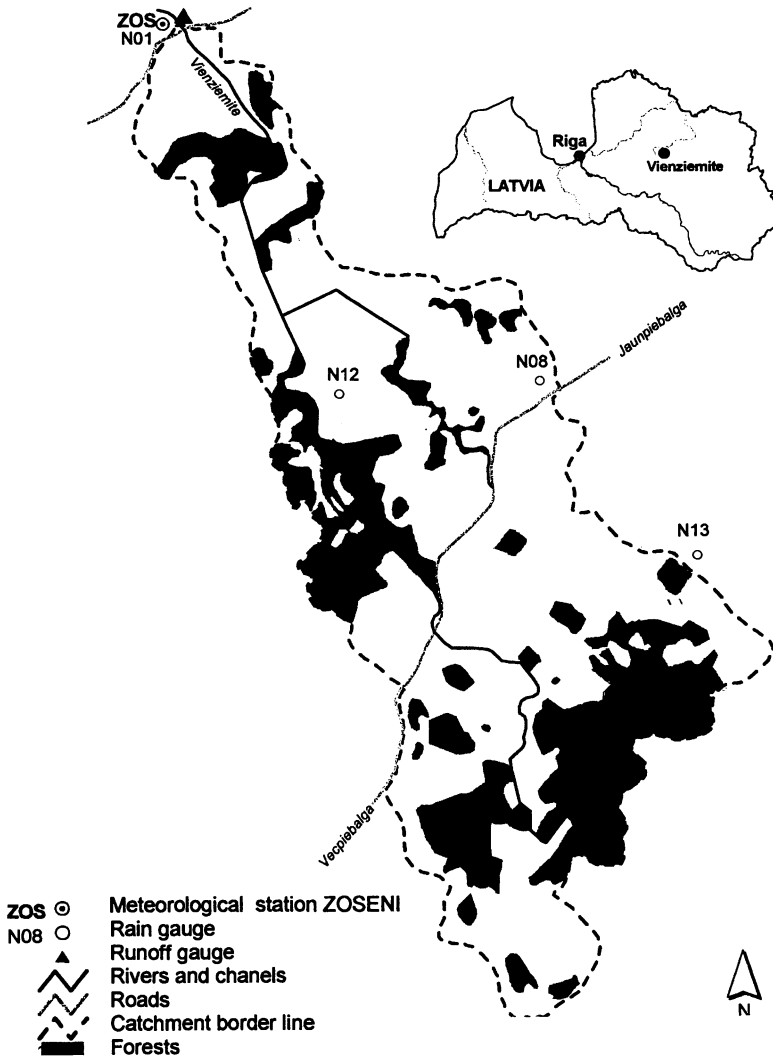 ZOS
N01
Vienziemite
Riga
Vienziemite
LATVIA
Jaunpiebalga
N08
N12
N13
Vecpiebalga
ZOS Meteorological station ZOSENI
N08 Rain gauge
Runoff gauge
Rivers and chanels
Roads
Catchment border line
Forests
N